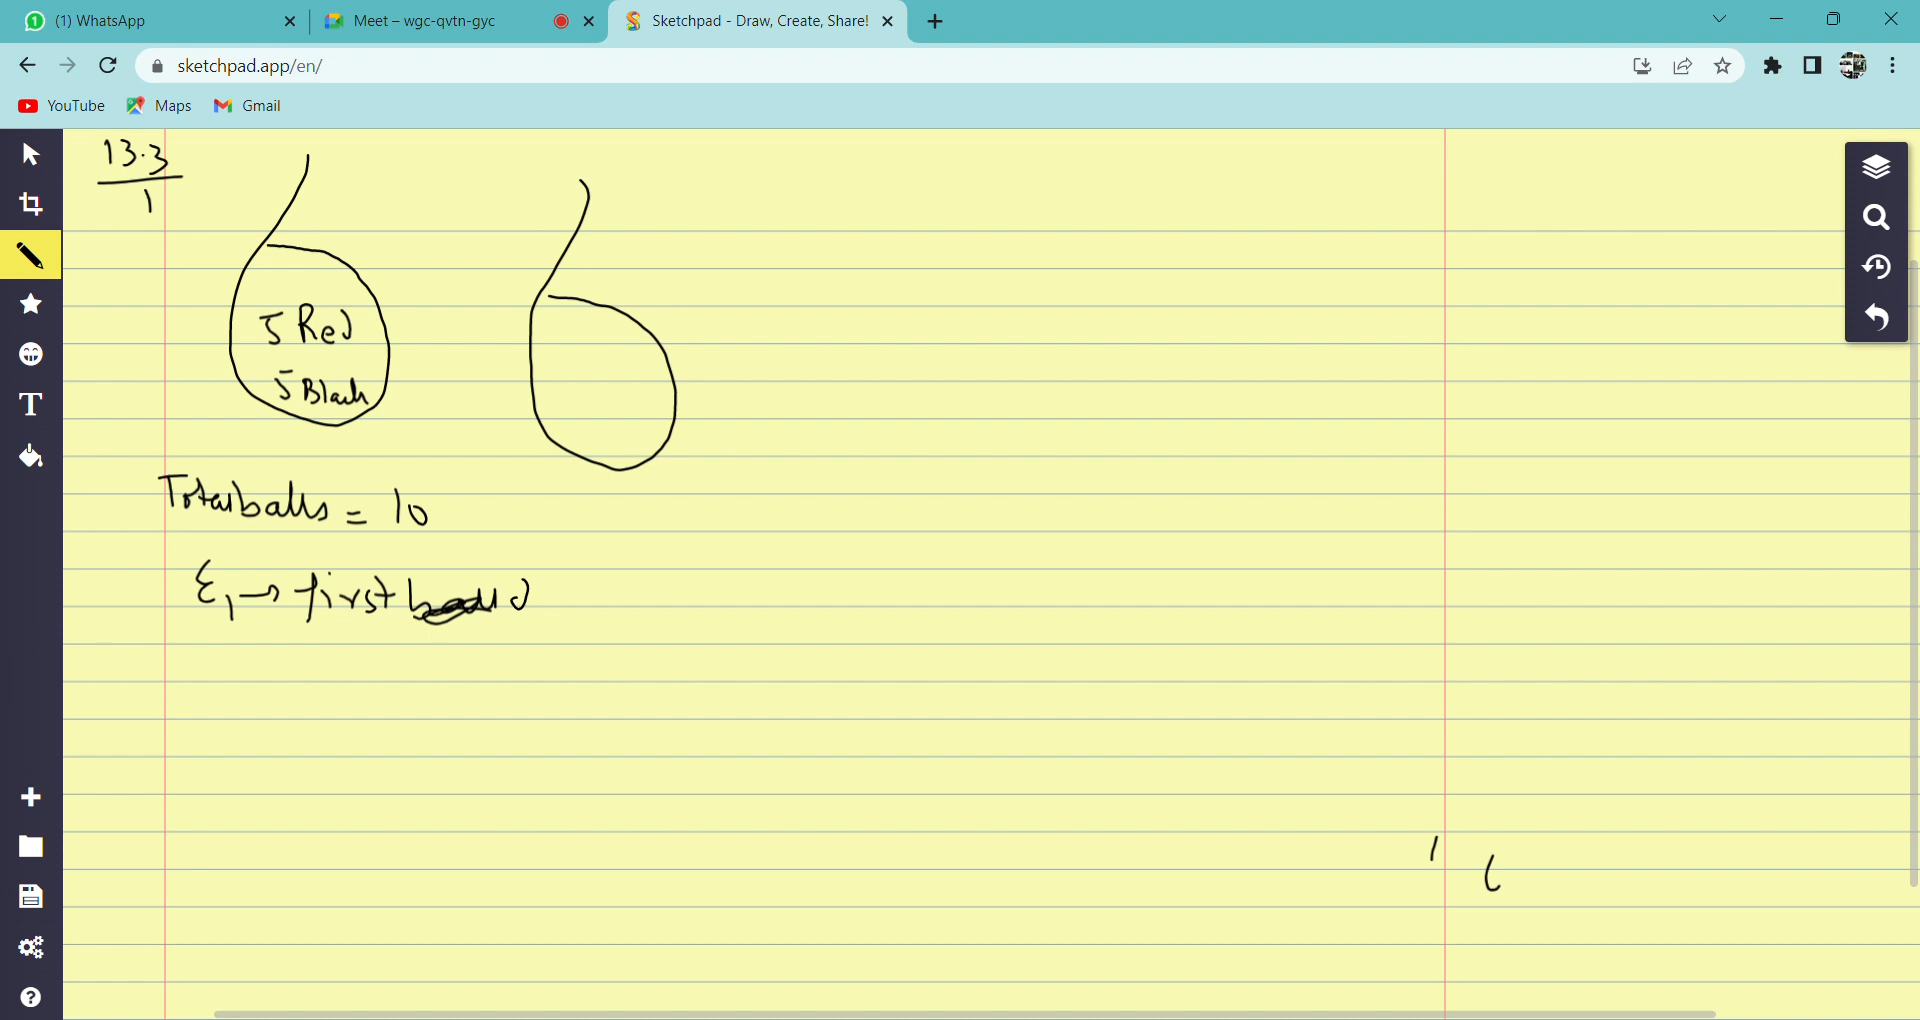 (1) WhatsApp
Meet – wgc-qvtn-gyc
Sketchpad - Draw, Create, Share!
sketchpad.app/en/
YouTube
Maps
Gmail
13.3
1
5 Red
5 Black
Total balls = 10
E1 → first
T